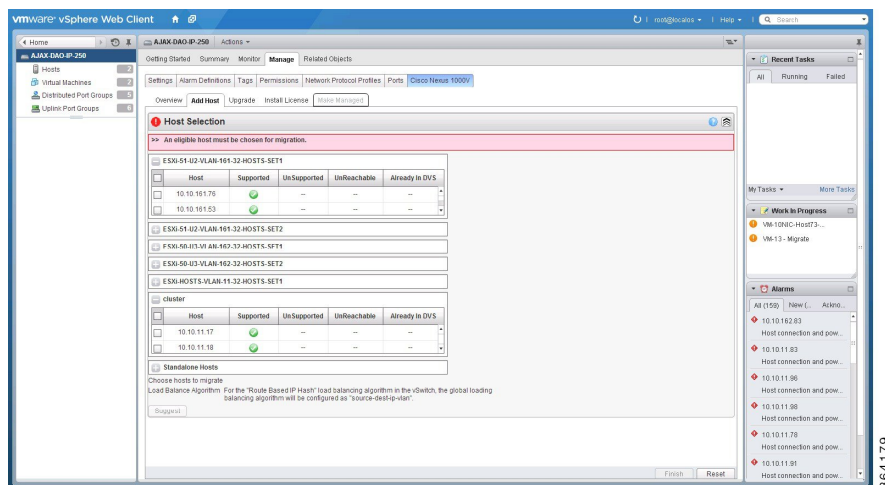 vmware® vSphere Web Client
root@localos
Help
Search
Home
AJAX-DAO-IP-250
Hosts 2
Virtual Machines 2
Distributed Port Groups 5
Uplink Port Groups 6
AJAX-DAO-IP-250 Actions
Getting Started Summary Monitor Manage Related Objects
Settings Alarm Definitions Tags Permissions Network Protocol Profiles Ports Cisco Nexus 1000V
Overview Add Host Upgrade Install License Make Managed
Host Selection
>> An eligible host must be chosen for migration.
ESXi-51-U2-VLAN-161-32-HOSTS-SET1
Host Supported UnSupported UnReachable Already In DVS
10.10.161.76 -- -- --
10.10.161.53 -- -- --
ESXi-51-U2-VLAN-161-32-HOSTS-SET2
ESXi-50-U3-VLAN-162-32-HOSTS-SET1
ESXi-50-U3-VLAN-162-32-HOSTS-SET2
ESXi-HOSTS-VLAN-11-32-HOSTS-SET1
cluster
Host Supported UnSupported UnReachable Already In DVS
10.10.11.17 -- -- --
10.10.11.18 -- -- --
Standalone Hosts
Choose hosts to migrate
Load Balance Algorithm For the "Route Based IP Hash" load balancing algorithm in the vSwitch, the global loading
balancing algorithm will be configured as "source-dest-ip-vlan".
Suggest
Finish Reset
Recent Tasks
All Running Failed
My Tasks More Tasks
Work In Progress
VM-10NIC-Host73-...
VM-13 - Migrate
Alarms
All (159) New (... Ackno...
10.10.162.83
Host connection and pow...
10.10.11.83
Host connection and pow...
10.10.11.96
Host connection and pow...
10.10.11.98
Host connection and pow...
10.10.11.78
Host connection and pow...
10.10.11.91
Host connection and pow...
364179